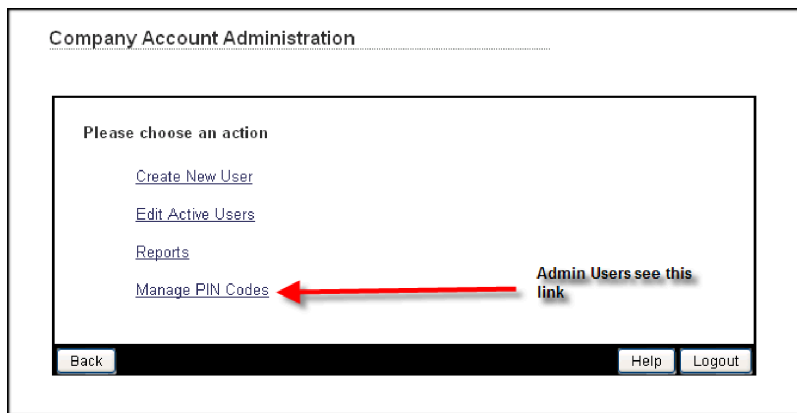 Company Account Administration
Please choose an action
Create New User
Edit Active Users
Reports
Manage PIN Codes
Admin Users see this
link
Back
Help
Logout